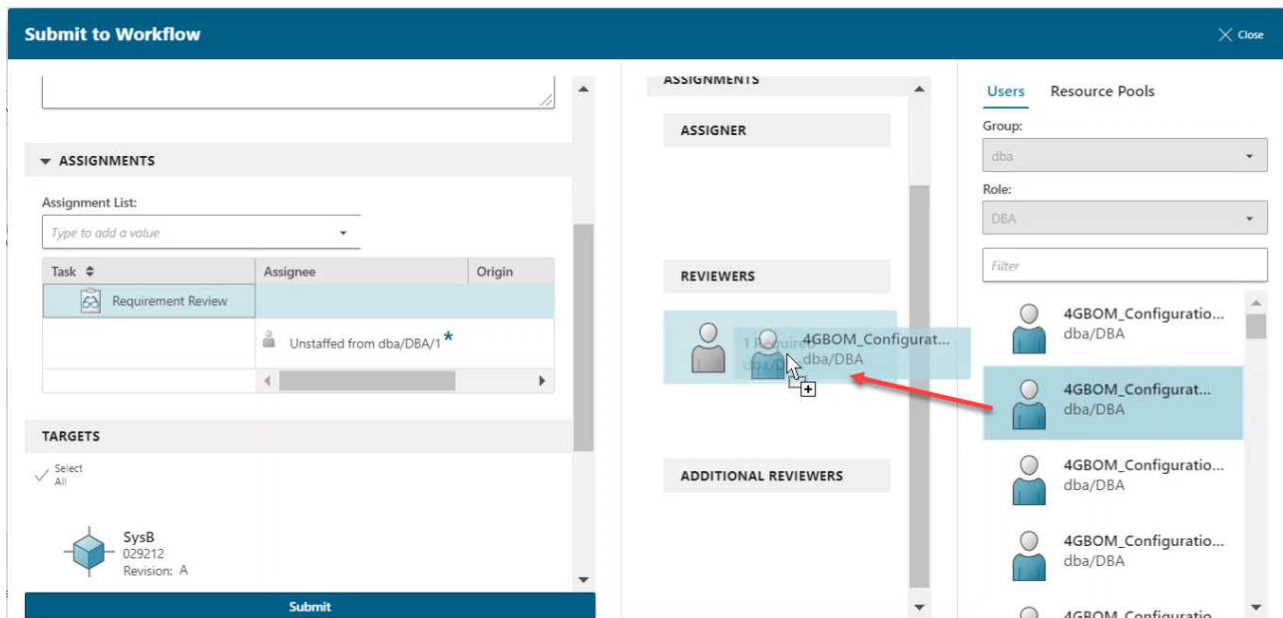 Submit to Workflow
Close
ASSIGNMENTS
Assignment List:
Type to add a value
Task
Assignee
Origin
Requirement Review
Unstaffed from dba/DBA/1*
TARGETS
Select
All
SysB
029212
Revision: A
Submit
ASSIGNMENTS
ASSIGNER
REVIEWERS
1 Required
4GBOM_Configurat...
dba/DBA
ADDITIONAL REVIEWERS
Users Resource Pools
Group:
dba
Role:
DBA
Filter
4GBOM_Configuratio...
dba/DBA
4GBOM_Configurat...
dba/DBA
4GBOM_Configuratio...
dba/DBA
4GBOM_Configuratio...
dba/DBA
4GBOM_Configuratio